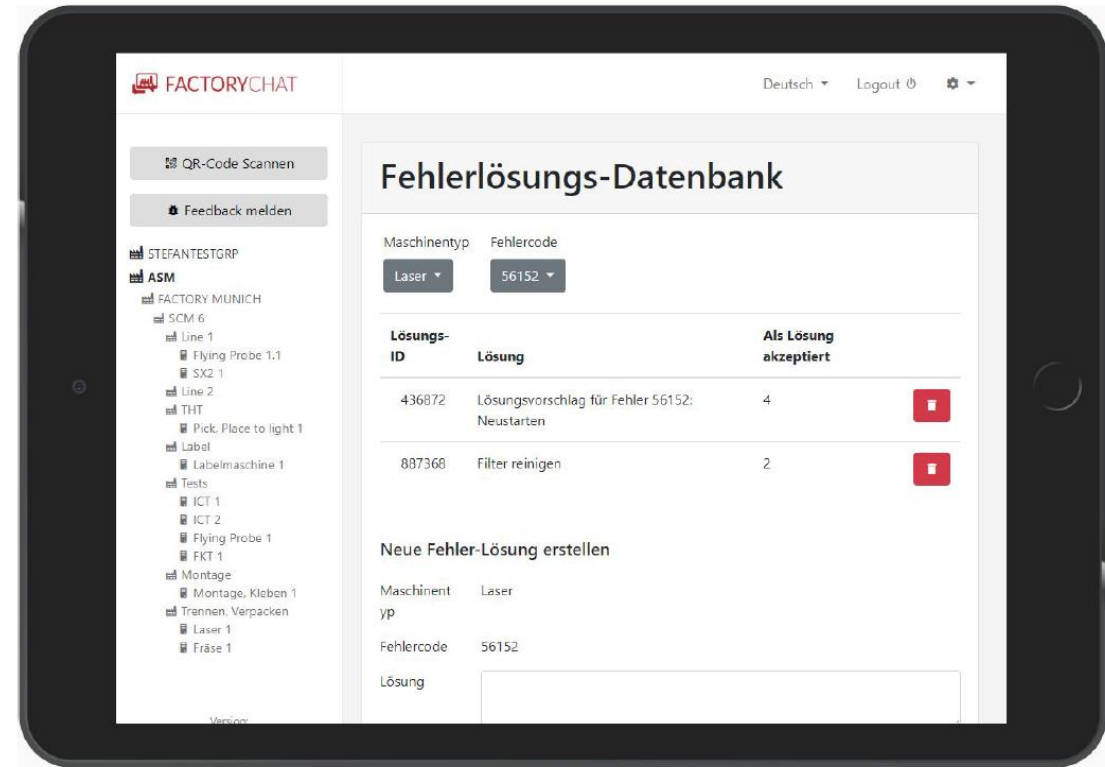 FACTORYCHAT
Deutsch
Logout
QR-Code Scannen
Feedback melden
STEFANTESTGRP
ASM
FACTORY MUNICH
SCM 6
Line 1
Flying Probe 1.1
SX2 1
Line 2
THT
Pick, Place to light 1
Label
Labelmaschine 1
Tests
ICT 1
ICT 2
Flying Probe 1
FKT 1
Montage
Montage, Kleben 1
Trennen, Verpacken
Laser 1
Fräse 1
Version:
Fehlerlösungs-Datenbank
Maschinentyp Fehlercode
Laser 56152
Lösungs-
ID Lösung Als Lösung
akzeptiert
436872 Lösungsvorschlag für Fehler 56152: 4
Neustarten
887368 Filter reinigen 2
Neue Fehler-Lösung erstellen
Maschinent Laser
yp
Fehlercode 56152
Lösung